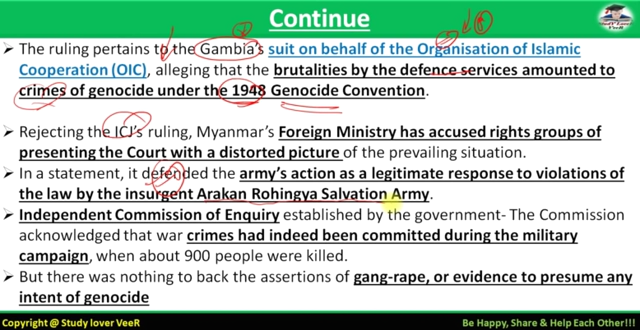 Continue
The ruling pertains to the Gambia's suit on behalf of the Organisation of Islamic
Cooperation (OIC), alleging that the brutalities by the defence services amounted to
crimes of genocide under the 1948 Genocide Convention.
Rejecting the ICJ's ruling, Myanmar's Foreign Ministry has accused rights groups of
presenting the Court with a distorted picture of the prevailing situation.
In a statement, it defended the army's action as a legitimate response to violations of
the law by the insurgent Arakan Rohingya Salvation Army.
Independent Commission of Enquiry established by the government- The Commission
acknowledged that war crimes had indeed been committed during the military
campaign, when about 900 people were killed.
But there was nothing to back the assertions of gang-rape, or evidence to presume any
intent of genocide
Copyright @ Study lover VeeR
Be Happy, Share & Help Each Other!!!